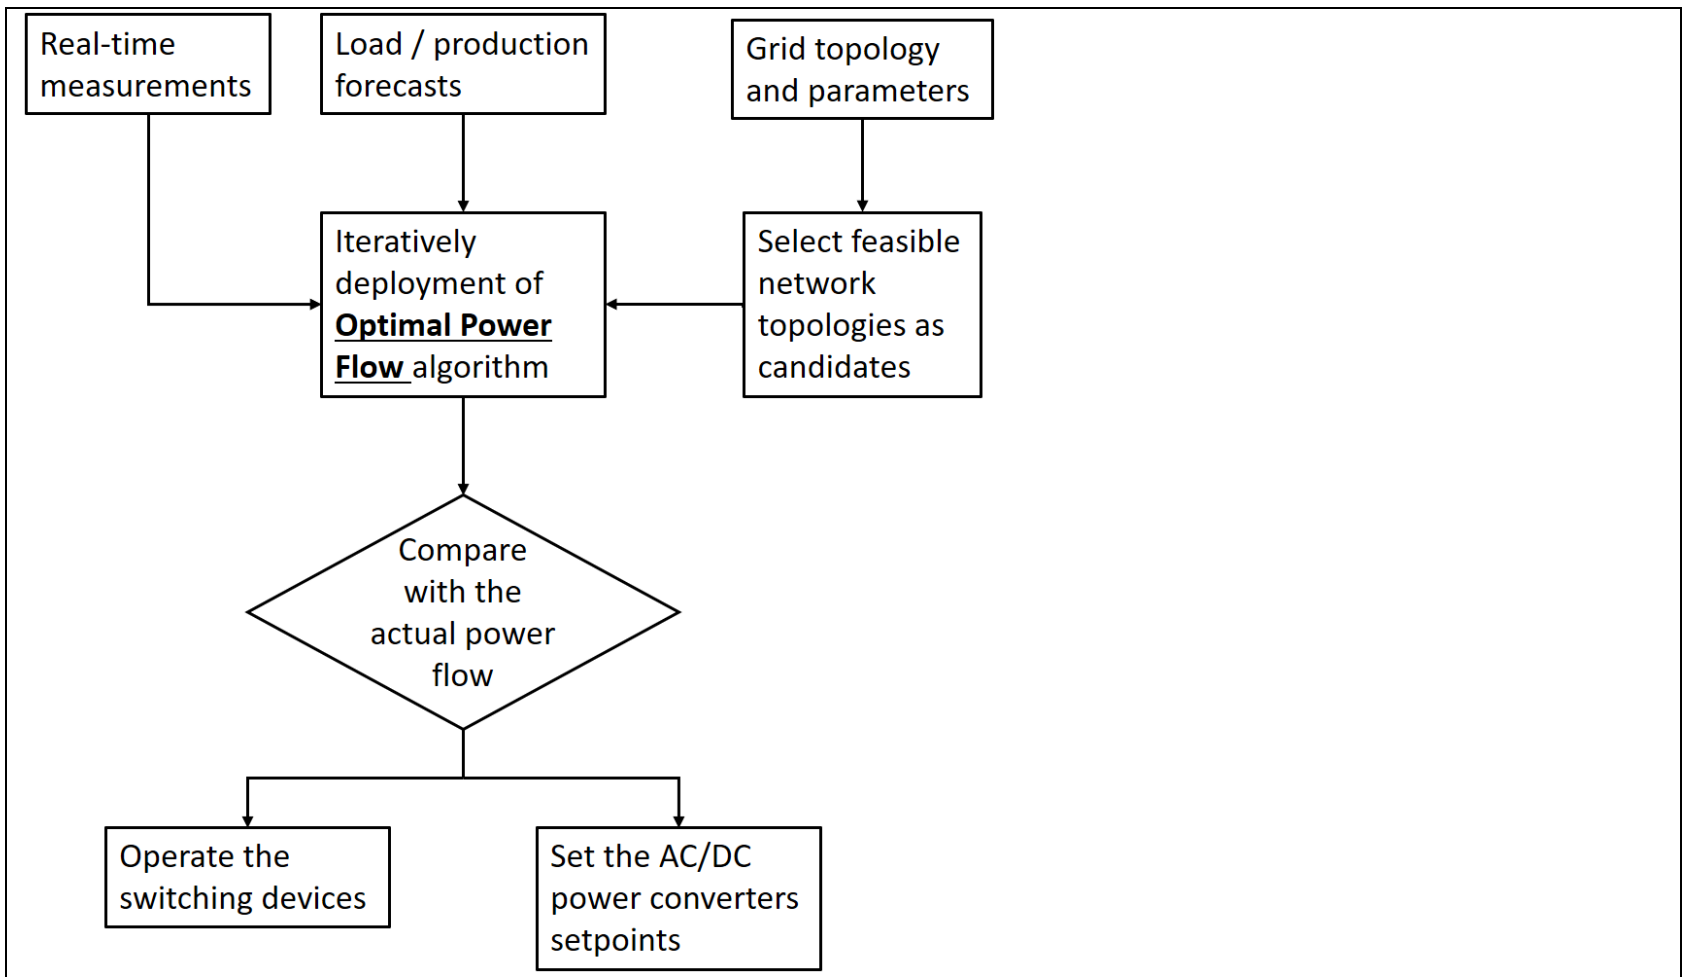 Real-time
measurements
Load / production
forecasts
Grid topology
and parameters
Iteratively
deployment of
Optimal Power
Flow algorithm
Select feasible
network
topologies as
candidates
Compare
with the
actual power
flow
Operate the
switching devices
Set the AC/DC
power converters
setpoints